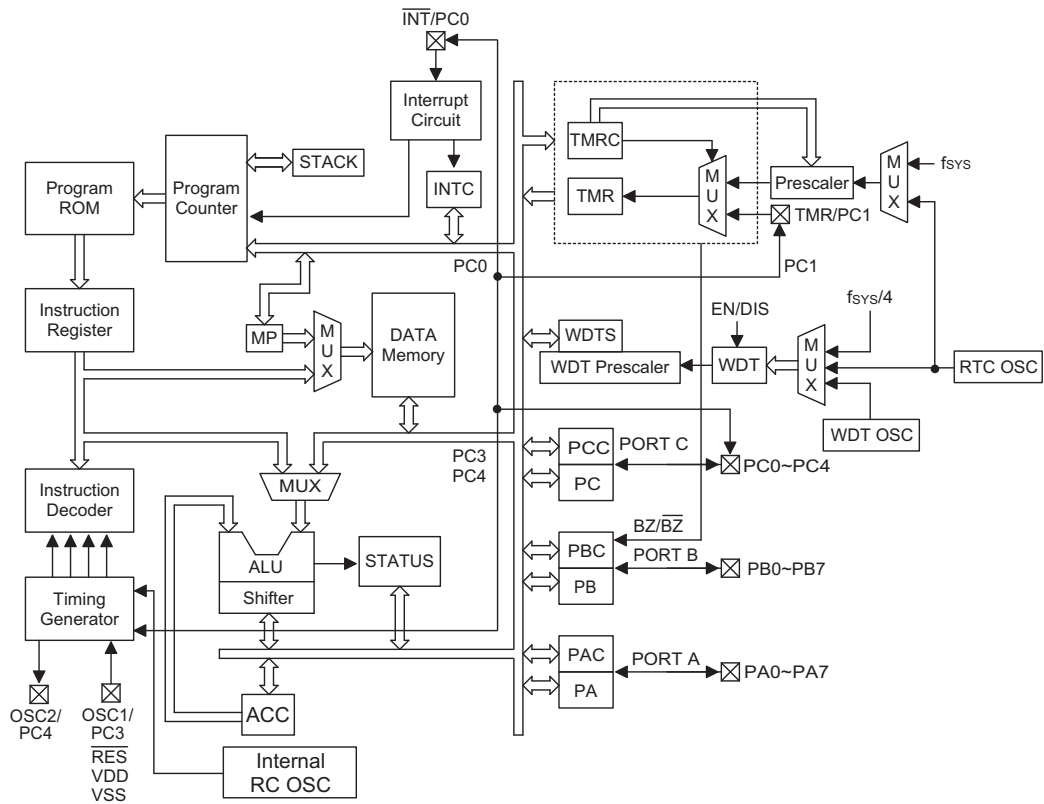 INT/PC0
Interrupt
Circuit
TMRC
TMR
M
U
X
Prescaler
M
U
X
fSYS
TMR/PC1
STACK
INTC
Program
ROM
Program
Counter
PC0
PC1
Instruction
Register
MP
M
U
X
DATA
Memory
EN/DIS
fSYS/4
WDTS
WDT Prescaler
WDT
M
U
X
RTC OSC
WDT OSC
PC3
PC4
PCC
PC
PORT C
PC0~PC4
Instruction
Decoder
MUX
ALU
Shifter
STATUS
BZ/BZ
PBC
PB
PORT B
PB0~PB7
Timing
Generator
PAC
PA
PORT A
PA0~PA7
OSC2/
PC4
OSC1/
PC3
RES
VDD
VSS
ACC
Internal
RC OSC